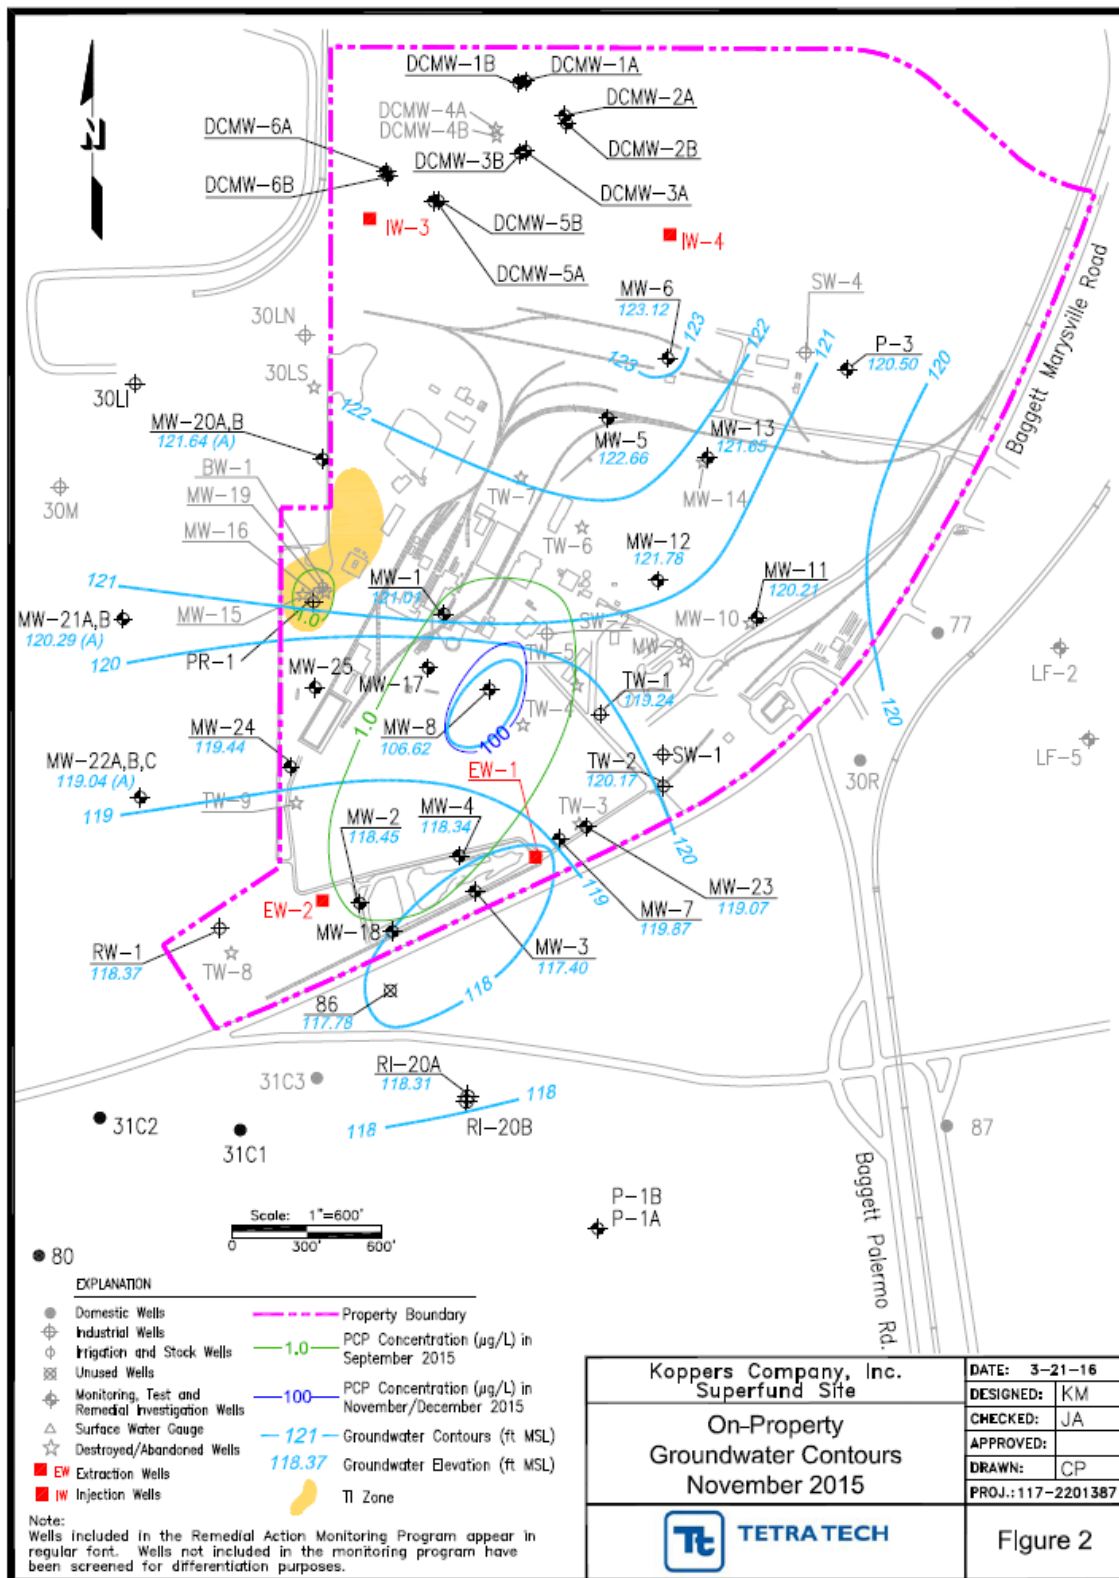 N
DCMW-1B
DCMW-1A
DCMW-2A
DCMW-4A
DCMW-4B
DCMW-6A
DCMW-3B
DCMW-2B
DCMW-6B
DCMW-3A
IW-3
DCMW-5B
IW-4
DCMW-5A
MW-6
123.12
SW-4
123
122
121
123
P-3
120.50
120
30LN
30LS
30LI
122
Baggett Marysville Road
MW-20A,B
121.64 (A)
MW-5
122.66
MW-13
121.65
BW-1
MW-19
TW-7
MW-14
30M
MW-16
TW-6
MW-12
121.78
121
MW-1
121.01
MW-11
120.21
MW-15
1.0
MW-21A,B
120.29 (A)
SW-2
MW-10
77
120
PR-1
TW-5
MW-9
LF-2
MW-25
MW-17
TW-1
119.24
120
1.0
MW-8
106.62
TW-4
100
MW-24
119.44
LF-5
MW-22A,B,C
119.04 (A)
EW-1
TW-2
120.17
SW-1
30R
TW-9
119
MW-2
118.45
MW-4
118.34
TW-3
120
119
MW-23
119.07
EW-2
MW-7
119.87
MW-18
RW-1
118.37
MW-3
117.40
TW-8
118
86
117.78
31C3
RI-20A
118.31
118
118
RI-20B
31C2
31C1
87
Baggett Palermo Rd.
P-1B
P-1A
Scale: 1"=600'
0 300' 600'
80
EXPLANATION
Domestic Wells
Industrial Wells
Irrigation and Stock Wells
Unused Wells
Monitoring, Test and
Remedial Investigation Wells
Surface Water Gauge
Destroyed/Abandoned Wells
EW Extraction Wells
IW Injection Wells
Property Boundary
1.0 PCP Concentration (µg/L) in
September 2015
100 PCP Concentration (µg/L) in
November/December 2015
121 Groundwater Contours (ft MSL)
118.37 Groundwater Elevation (ft MSL)
TI Zone
Note:
Wells included in the Remedial Action Monitoring Program appear in
regular font. Wells not included in the monitoring program have
been screened for differentiation purposes.
Koppers Company, Inc.
Superfund Site
On-Property
Groundwater Contours
November 2015
Tt TETRA TECH
DATE: 3-21-16
DESIGNED: KM
CHECKED: JA
APPROVED:
DRAWN: CP
PROJ.: 117-2201387
Figure 2